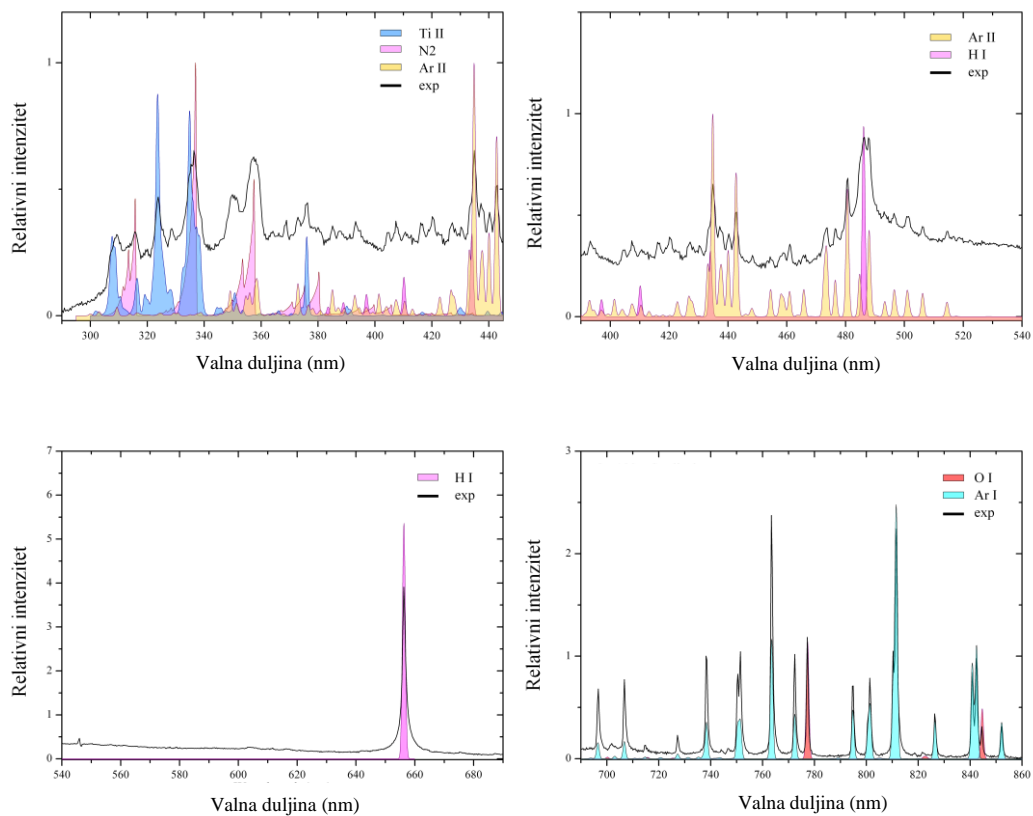 Ti II
N2
Ar II
exp
Relativni intenzitet
1
0
300 320 340 360 380 400 420 440
Valna duljina (nm)
Ar II
H I
exp
Relativni intenzitet
1
0
400 420 440 460 480 500 520 540
Valna duljina (nm)
H I
exp
Relativni intenzitet
7
6
5
4
3
2
1
0
540 560 580 600 620 640 660 680
Valna duljina (nm)
O I
Ar I
exp
Relativni intenzitet
3
2
1
0
700 720 740 760 780 800 820 840 860
Valna duljina (nm)